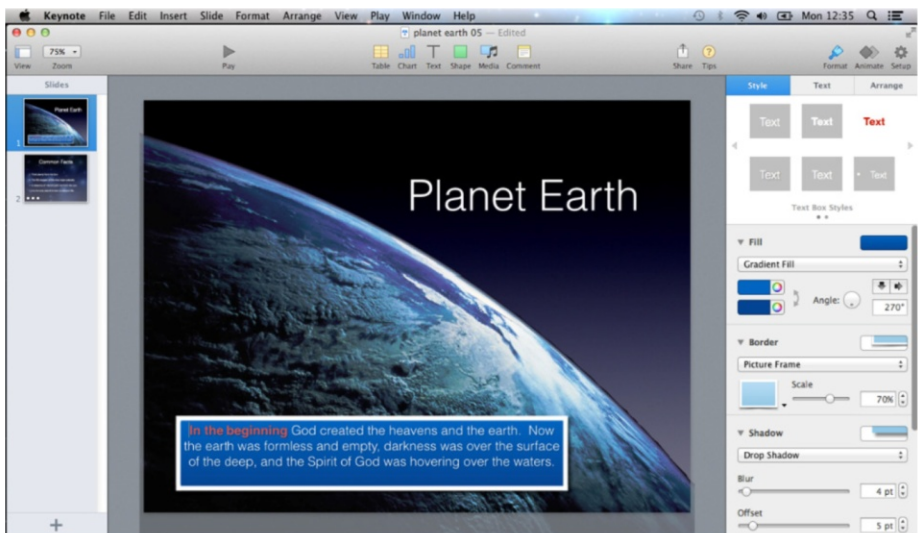 Keynote File Edit Insert Slide Format Arrange View Play Window Help Mon 12:35
planet earth 05 — Edited
75%
View Zoom Play Table Chart Text Shape Media Comment Share Tips Format Animate Setup
Slides
Planet Earth
1
Common Facts
2
Planet Earth
In the beginning God created the heavens and the earth. Now
the earth was formless and empty, darkness was over the surface
of the deep, and the Spirit of God was hovering over the waters.
Style Text Arrange
Text Text Text
Text Text • Text
Text Box Styles
Fill
Gradient Fill
Angle:
270°
Border
Picture Frame
Scale
70%
Shadow
Drop Shadow
Blur
4 pt
Offset
5 pt